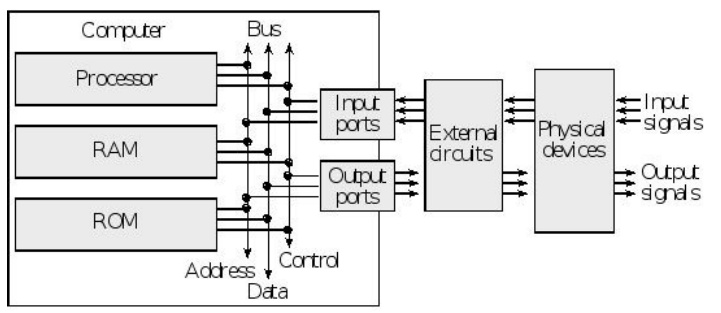 Computer
Bus
Processor
RAM
ROM
Input
ports
Output
ports
Address
Control
Data
External
circuits
Physical
devices
Input
signals
Output
signals